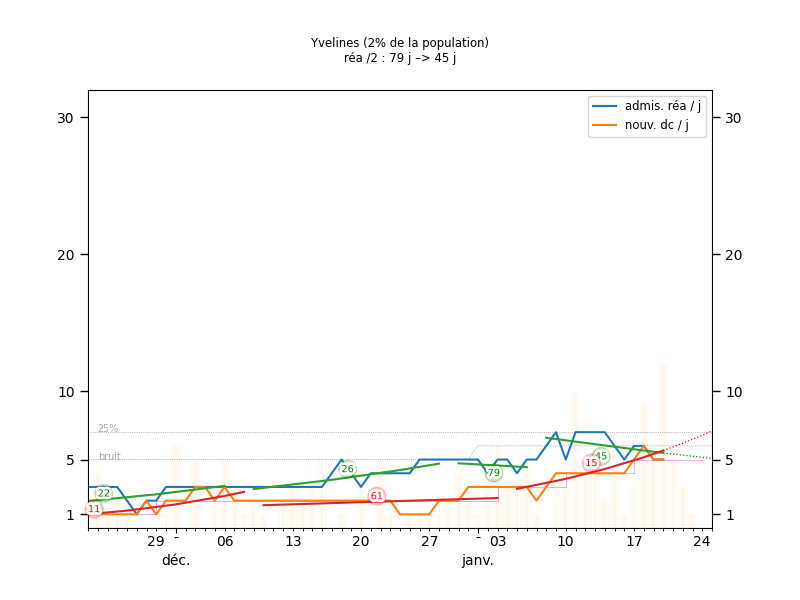 Yvelines (2% de la population)
réa /2 : 79 j –> 45 j
admis. réa / j
nouv. dc / j
30 30
20 20
10 10
25%
bruit
5 5
1 1
22
11
26
61
79
15
45
29 - 06 13 20 27 - 03 10 17 24
déc. janv.